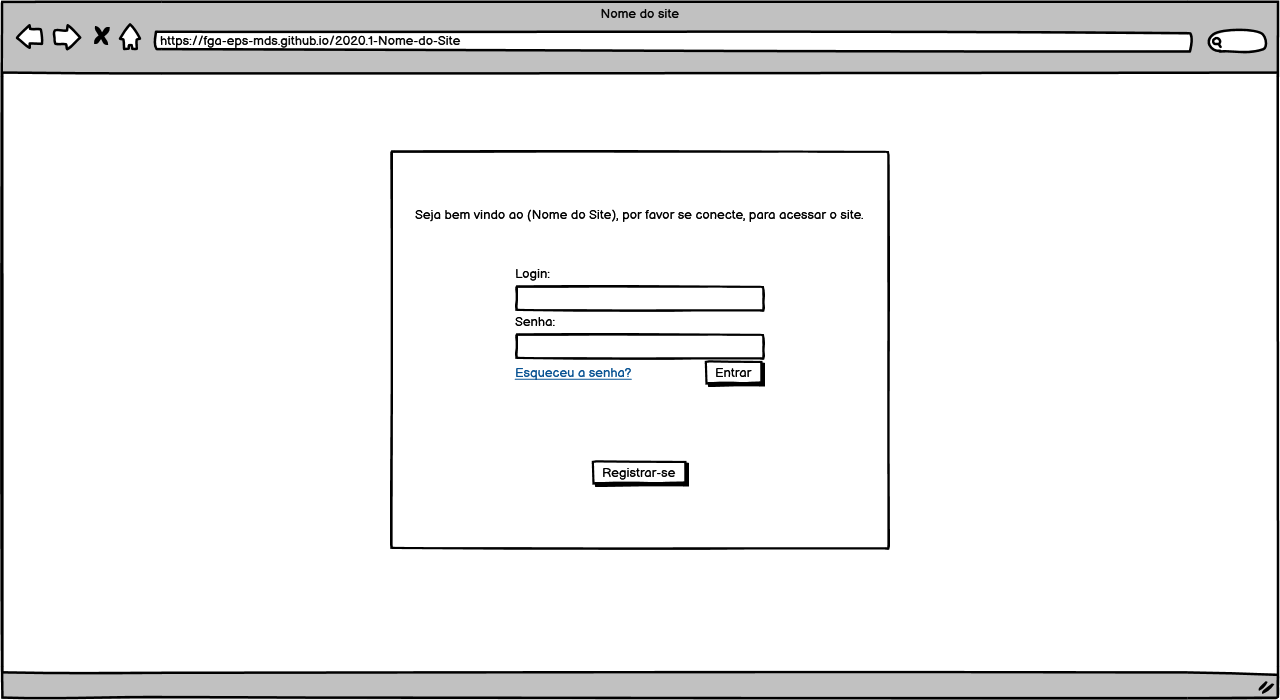 Nome do site
https://fga-eps-mds.github.io/2020.1-Nome-do-Site
Seja bem vindo ao (Nome do Site), por favor se conecte, para acessar o site.
Login:
Senha:
Esqueceu a senha?
Entrar
Registrar-se